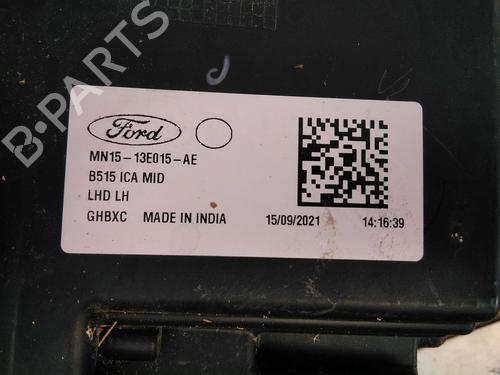 B-PARTS
Ford
MN15-13E015-AE
B515 ICA MID
LHD LH
GHBXC MADE IN INDIA 15/09/2021 14:16:39